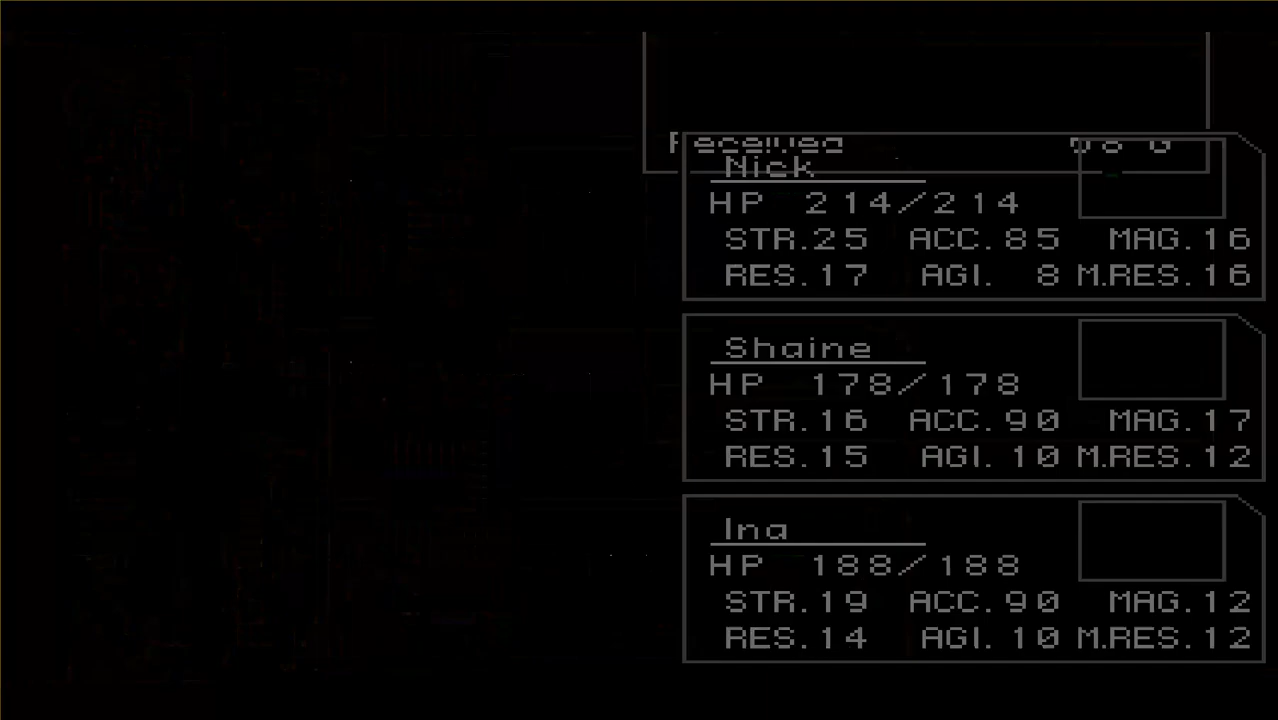 Received
Nick
HP 214/214
STR.25 ACC.85 MAG.16
RES.17 AGI. 8 M.RES.16
Shaine
HP 178/178
STR.16 ACC.90 MAG.17
RES.15 AGI.10 M.RES.12
Ina
HP 188/188
STR.19 ACC.90 MAG.12
RES.14 AGI.10 M.RES.12